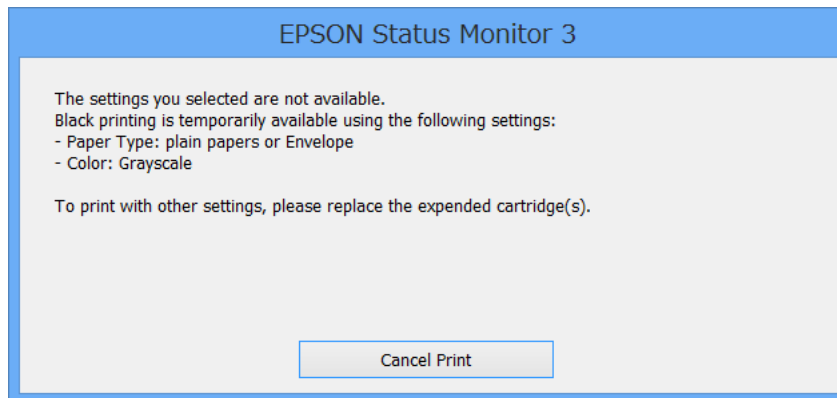 EPSON Status Monitor 3
The settings you selected are not available.
Black printing is temporarily available using the following settings:
- Paper Type: plain papers or Envelope
- Color: Grayscale
To print with other settings, please replace the expended cartridge(s).
Cancel Print